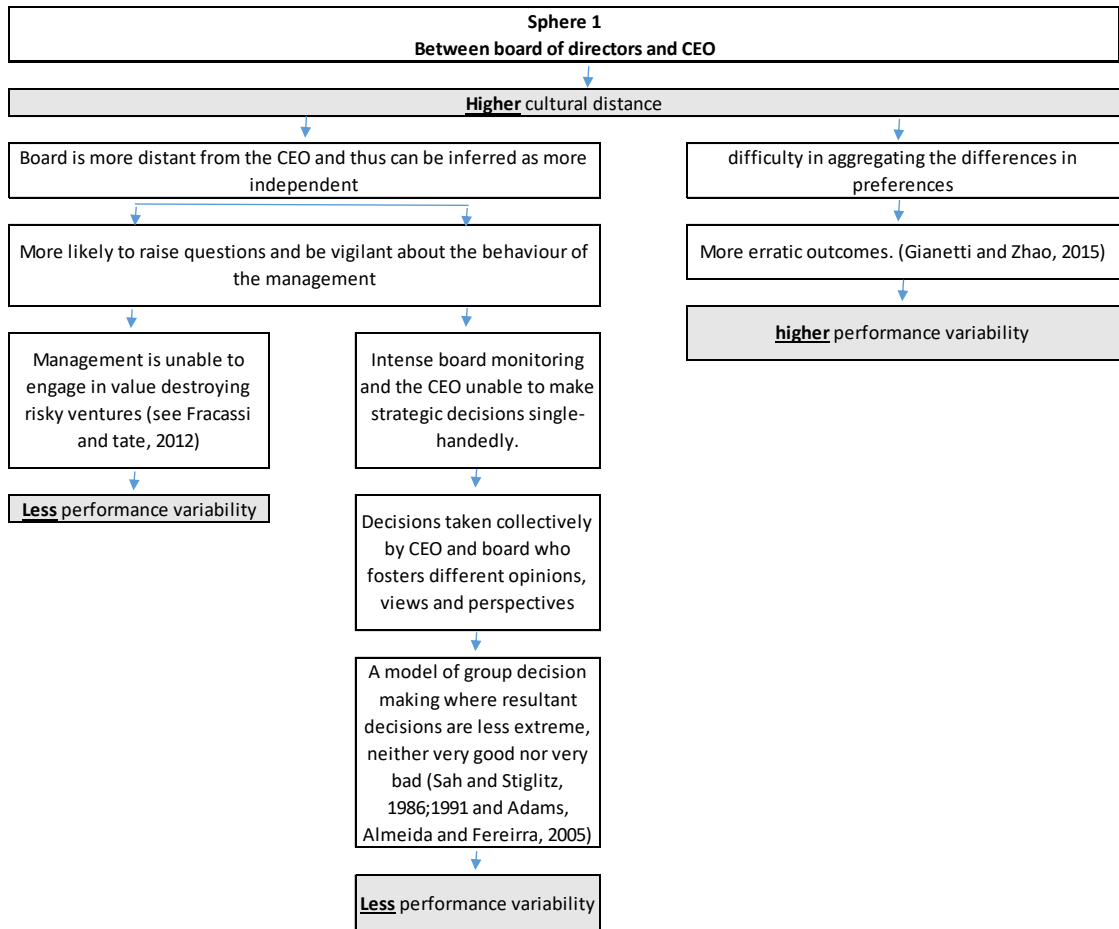 Sphere 1
Between board of directors and CEO
Higher cultural distance
Board is more distant from the CEO and thus can be inferred as more
independent
difficulty in aggregating the differences in
preferences
More likely to raise questions and be vigilant about the behaviour of
the management
More erratic outcomes. (Gianetti and Zhao, 2015)
higher performance variability
Management is unable to
engage in value destroying
risky ventures (see Fracassi
and tate, 2012)
Less performance variability
Intense board monitoring
and the CEO unable to make
strategic decisions single-
handedly.
Decisions taken collectively
by CEO and board who
fosters different opinions,
views and perspectives
A model of group decision
making where resultant
decisions are less extreme,
neither very good nor very
bad (Sah and Stiglitz,
1986;1991 and Adams,
Almeida and Fereirra, 2005)
Less performance variability